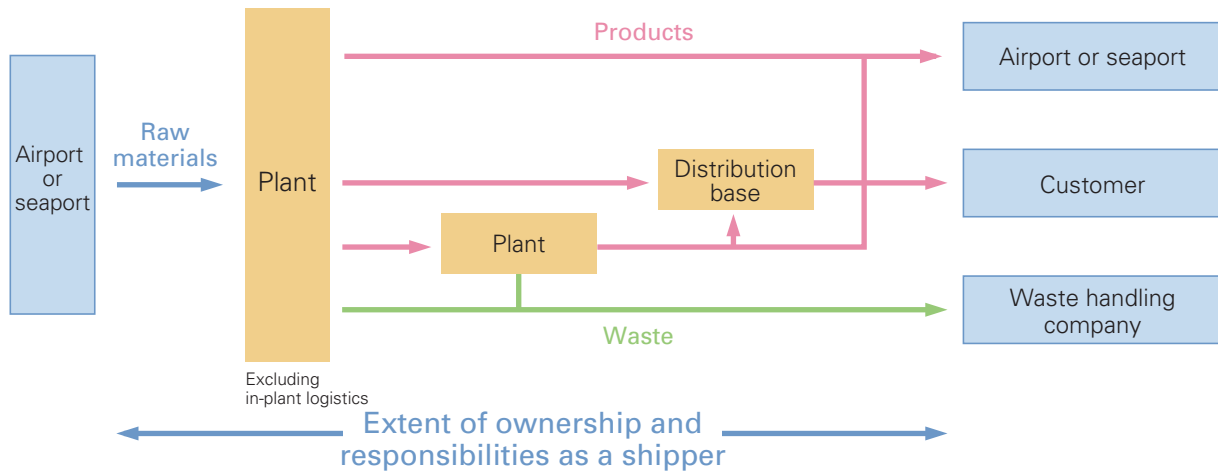 Airport
or
seaport
Raw
materials
Plant
Excluding
in-plant logistics
Products
Distribution
base
Plant
Waste
Airport or seaport
Customer
Waste handling
company
Extent of ownership and
responsibilities as a shipper